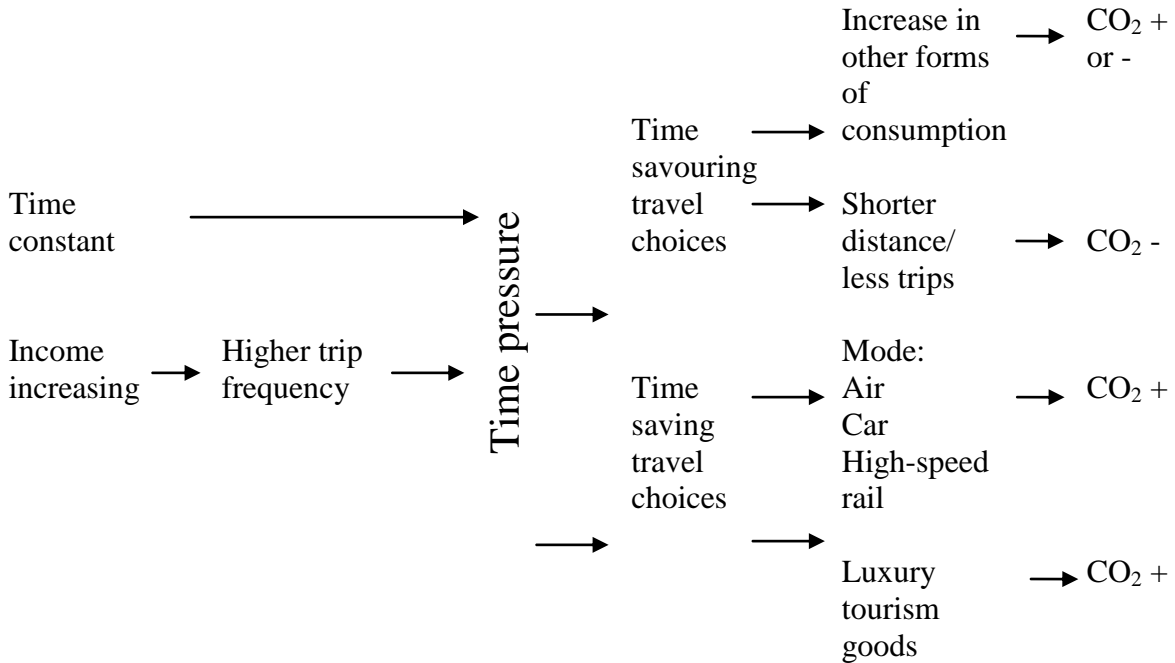 Time
constant
Income
increasing
Higher trip
frequency
Time pressure
Time
savouring
travel
choices
Increase in
other forms
of
consumption
CO₂ +
or -
Shorter
distance/
less trips
CO₂ -
Time
saving
travel
choices
Mode:
Air
Car
High-speed
rail
CO₂ +
Luxury
tourism
goods
CO₂ +